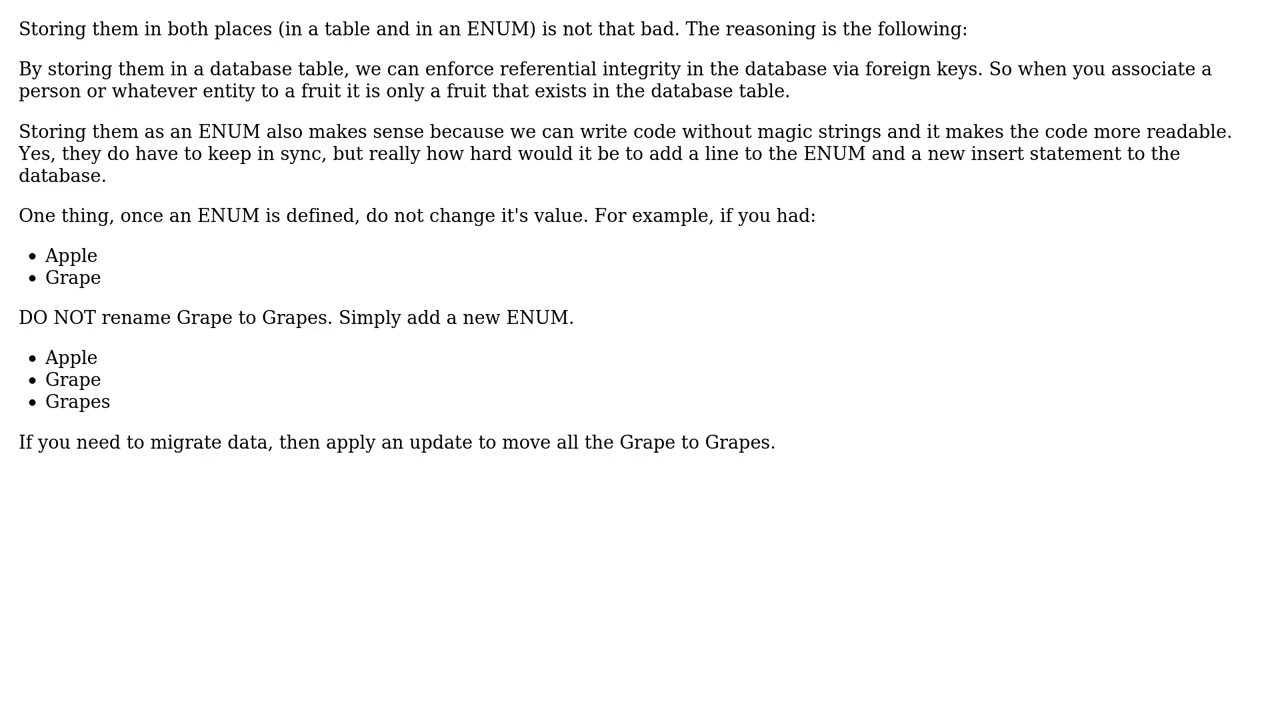 Storing them in both places (in a table and in an ENUM) is not that bad. The reasoning is the following:
By storing them in a database table, we can enforce referential integrity in the database via foreign keys. So when you associate a
person or whatever entity to a fruit it is only a fruit that exists in the database table.
Storing them as an ENUM also makes sense because we can write code without magic strings and it makes the code more readable.
Yes, they do have to keep in sync, but really how hard would it be to add a line to the ENUM and a new insert statement to the
database.
One thing, once an ENUM is defined, do not change it's value. For example, if you had:
• Apple
• Grape
DO NOT rename Grape to Grapes. Simply add a new ENUM.
• Apple
• Grape
• Grapes
If you need to migrate data, then apply an update to move all the Grape to Grapes.